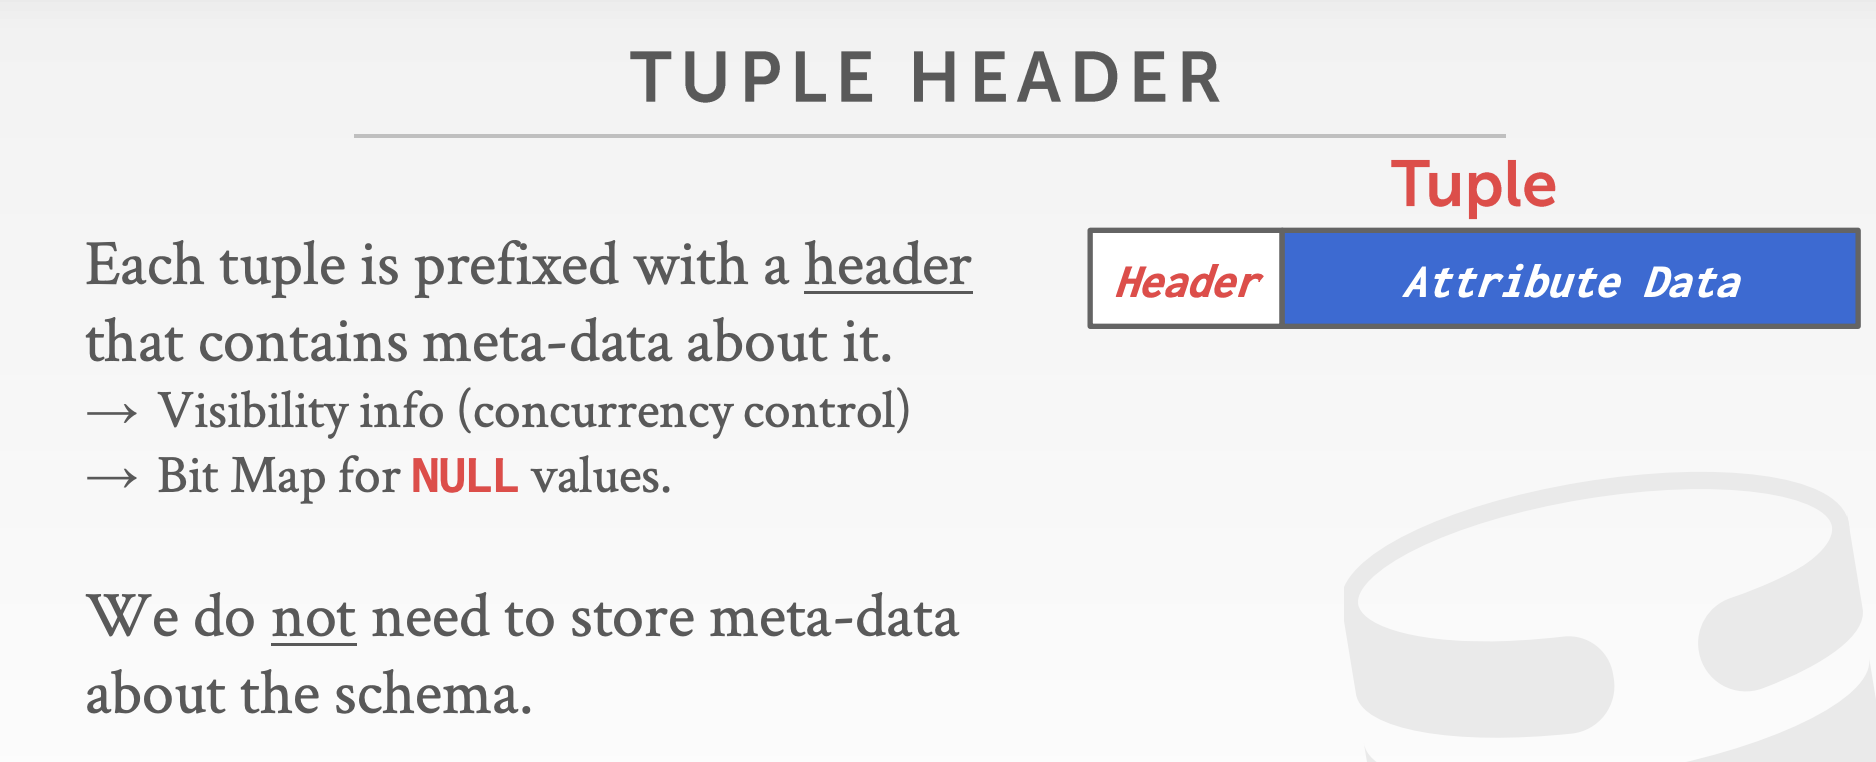 TUPLE HEADER
Each tuple is prefixed with a header
that contains meta-data about it.
→ Visibility info (concurrency control)
→ Bit Map for NULL values.
We do not need to store meta-data
about the schema.
Tuple
Header Attribute Data